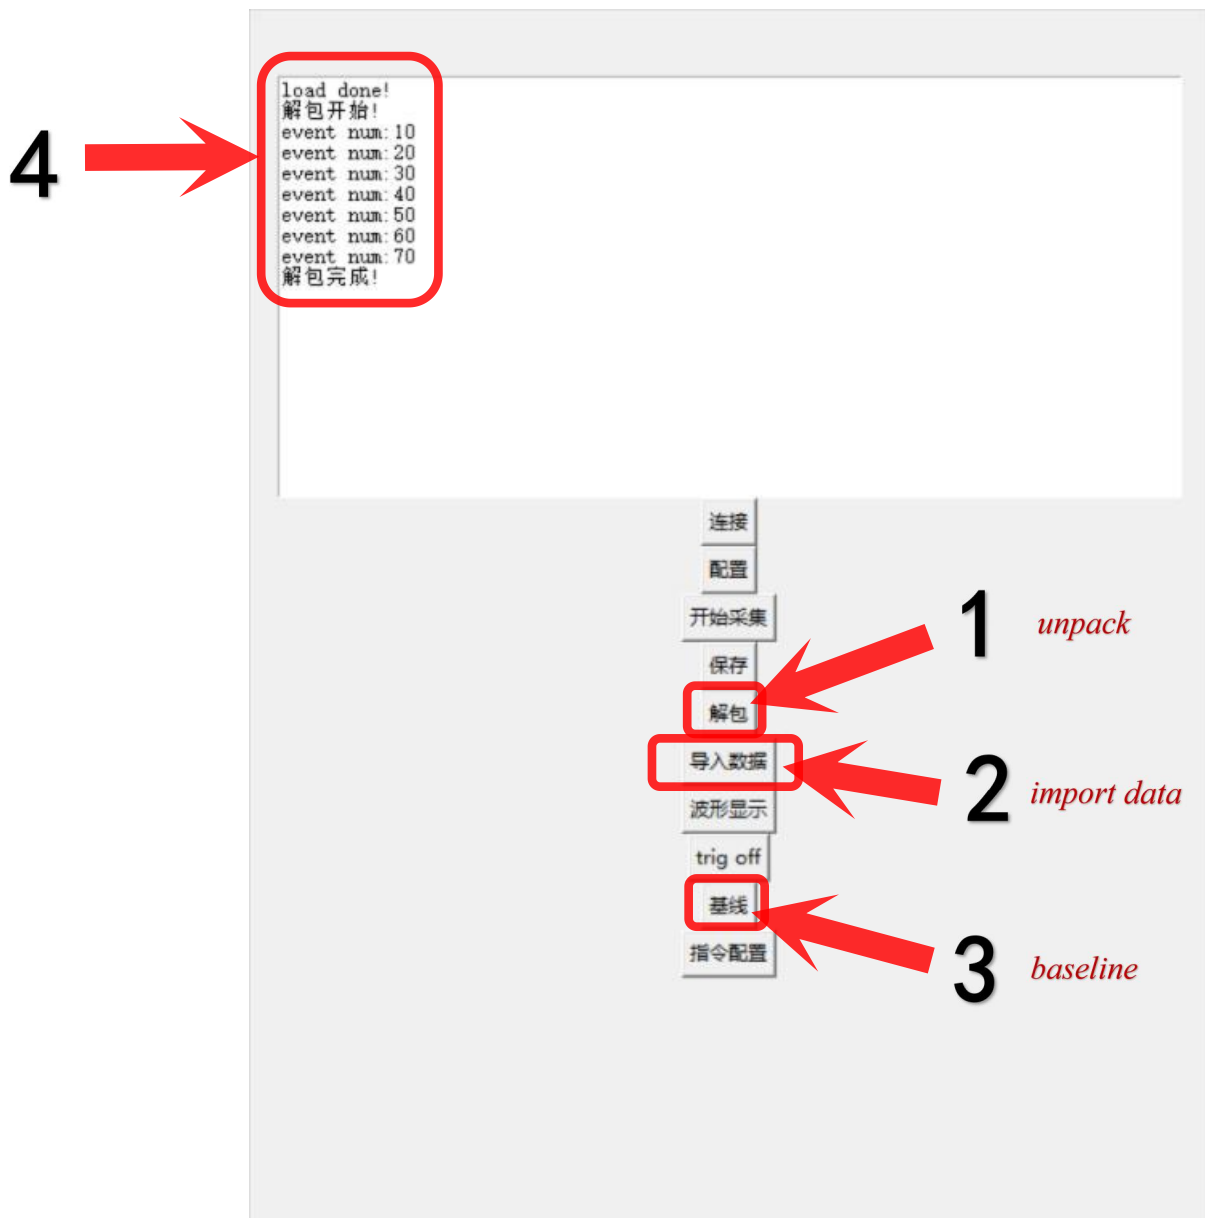 load done!
解包开始!
event num:10
event num:20
event num:30
event num:40
event num:50
event num:60
event num:70
解包完成!
4
连接
配置
开始采集
保存
解包
导入数据
波形显示
trig off
基线
指令配置
1 unpack
2 import data
3 baseline